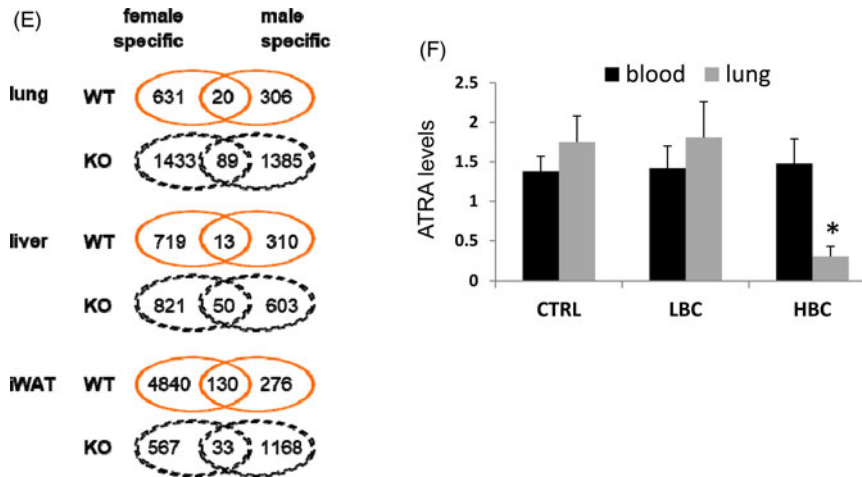 (E)
female specific
male specific
lung WT 631 20 306
KO 1433 89 1385
liver WT 719 13 310
KO 821 50 603
iWAT WT 4840 130 276
KO 567 33 1168
(F)
blood lung
ATRA levels
2.5
2
1.5
1
0.5
0
*
CTRL LBC HBC